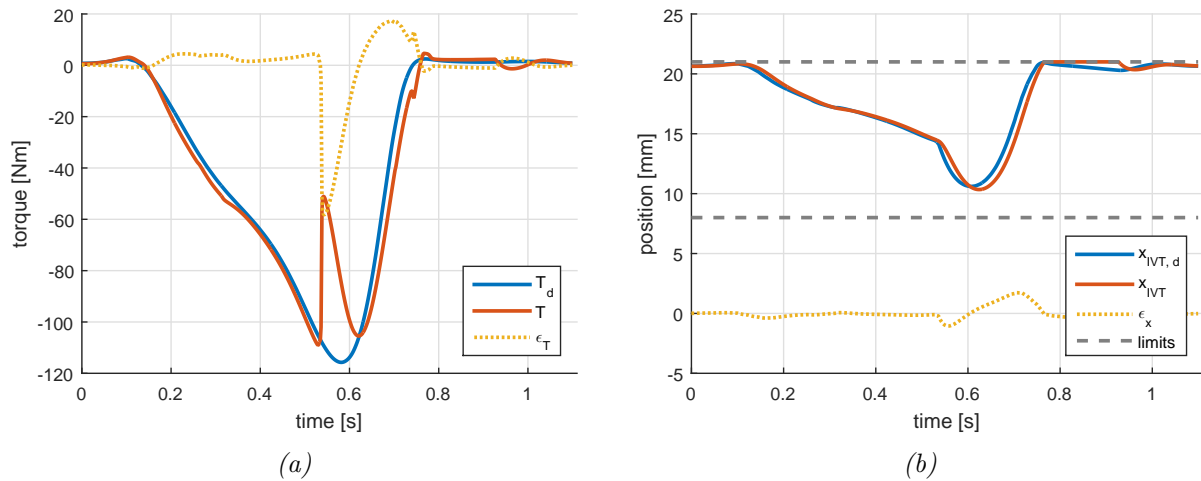 20
0
-20
-40
-60
-80
-100
-120
torque [Nm]
0 0.2 0.4 0.6 0.8 1
time [s]
T_d
T
ϵ_T
(a)
25
20
15
10
5
0
-5
position [mm]
0 0.2 0.4 0.6 0.8 1
time [s]
x_IVT, d
x_IVT
ϵ_x
limits
(b)